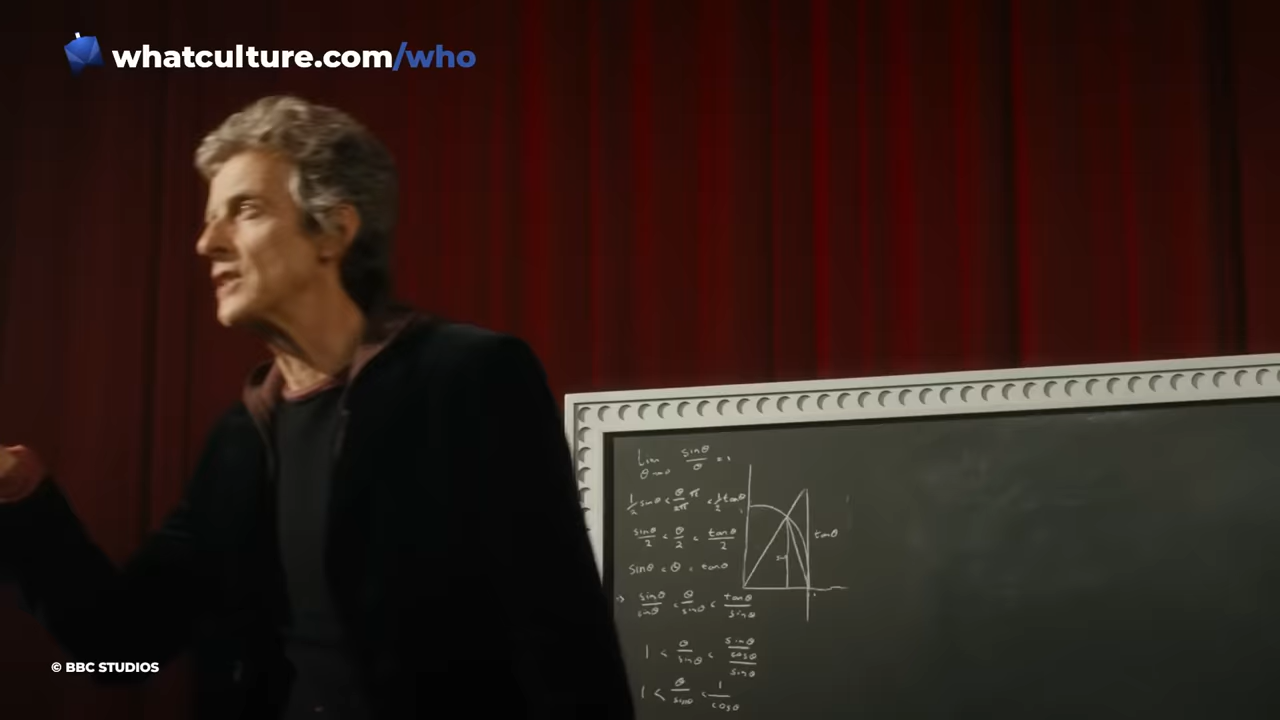 whatculture.com/who
Lim θ→0 sinθ/θ = 1
1/2 sinθ < θ/2π π < 1/2 tanθ
sinθ/2 < θ/2 < tanθ/2
tanθ
sinθ < θ < tanθ
→ sinθ/sinθ < θ/sinθ < tanθ/sinθ
1 < θ/sinθ < sinθ/cosθ/sinθ
1 < θ/sinθ < 1/cosθ
© BBC STUDIOS